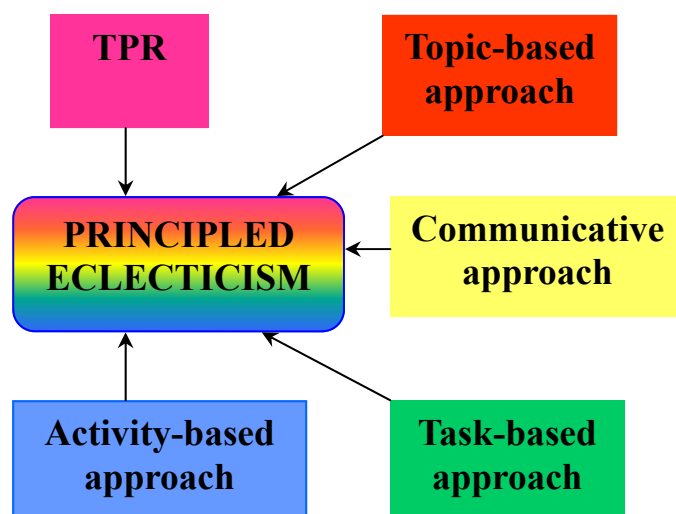 TPR
Topic-based
approach
PRINCIPLED
ECLECTICISM
Communicative
approach
Activity-based
approach
Task-based
approach